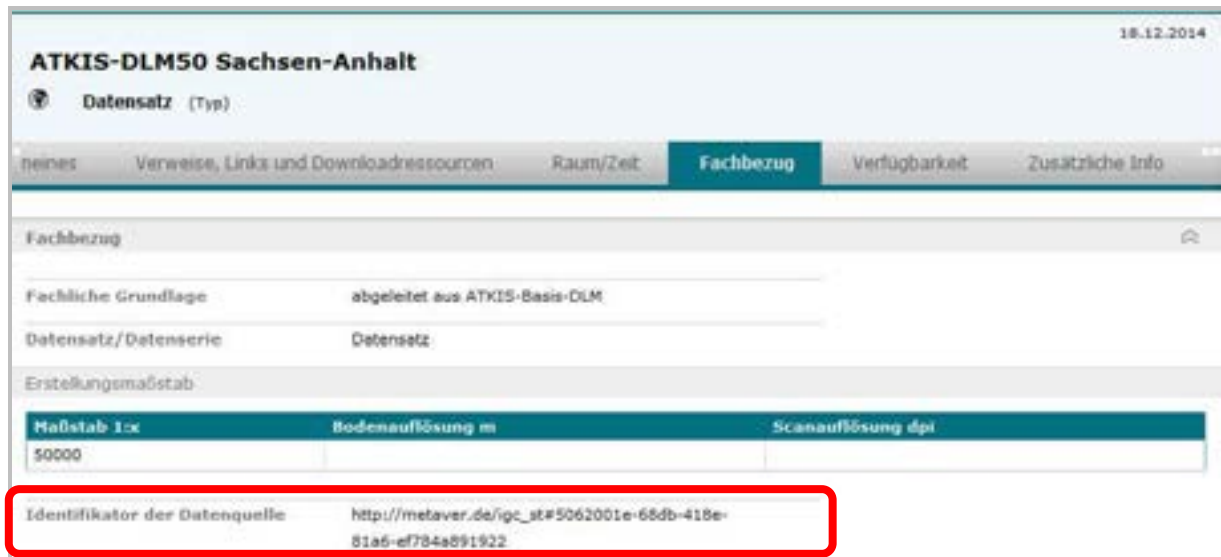 18.12.2014
ATKIS-DLM50 Sachsen-Anhalt
Datensatz (Typ)
neines Verweise, Links und Downloadressourcen Raum/Zeit Fachbezug Verfügbarkeit Zusätzliche Info
Fachbezug
Fachliche Grundlage abgeleitet aus ATKIS-Basis-DLM
Datensatz/Datenserie Datensatz
Erstellungsmaßstab
Maßstab 1:x Bodenauflösung m Scanauflösung dpi
50000
Identifikator der Datenquelle http://metaver.de/igc_st#5062001e-68db-418e-
81a6-ef784a891922